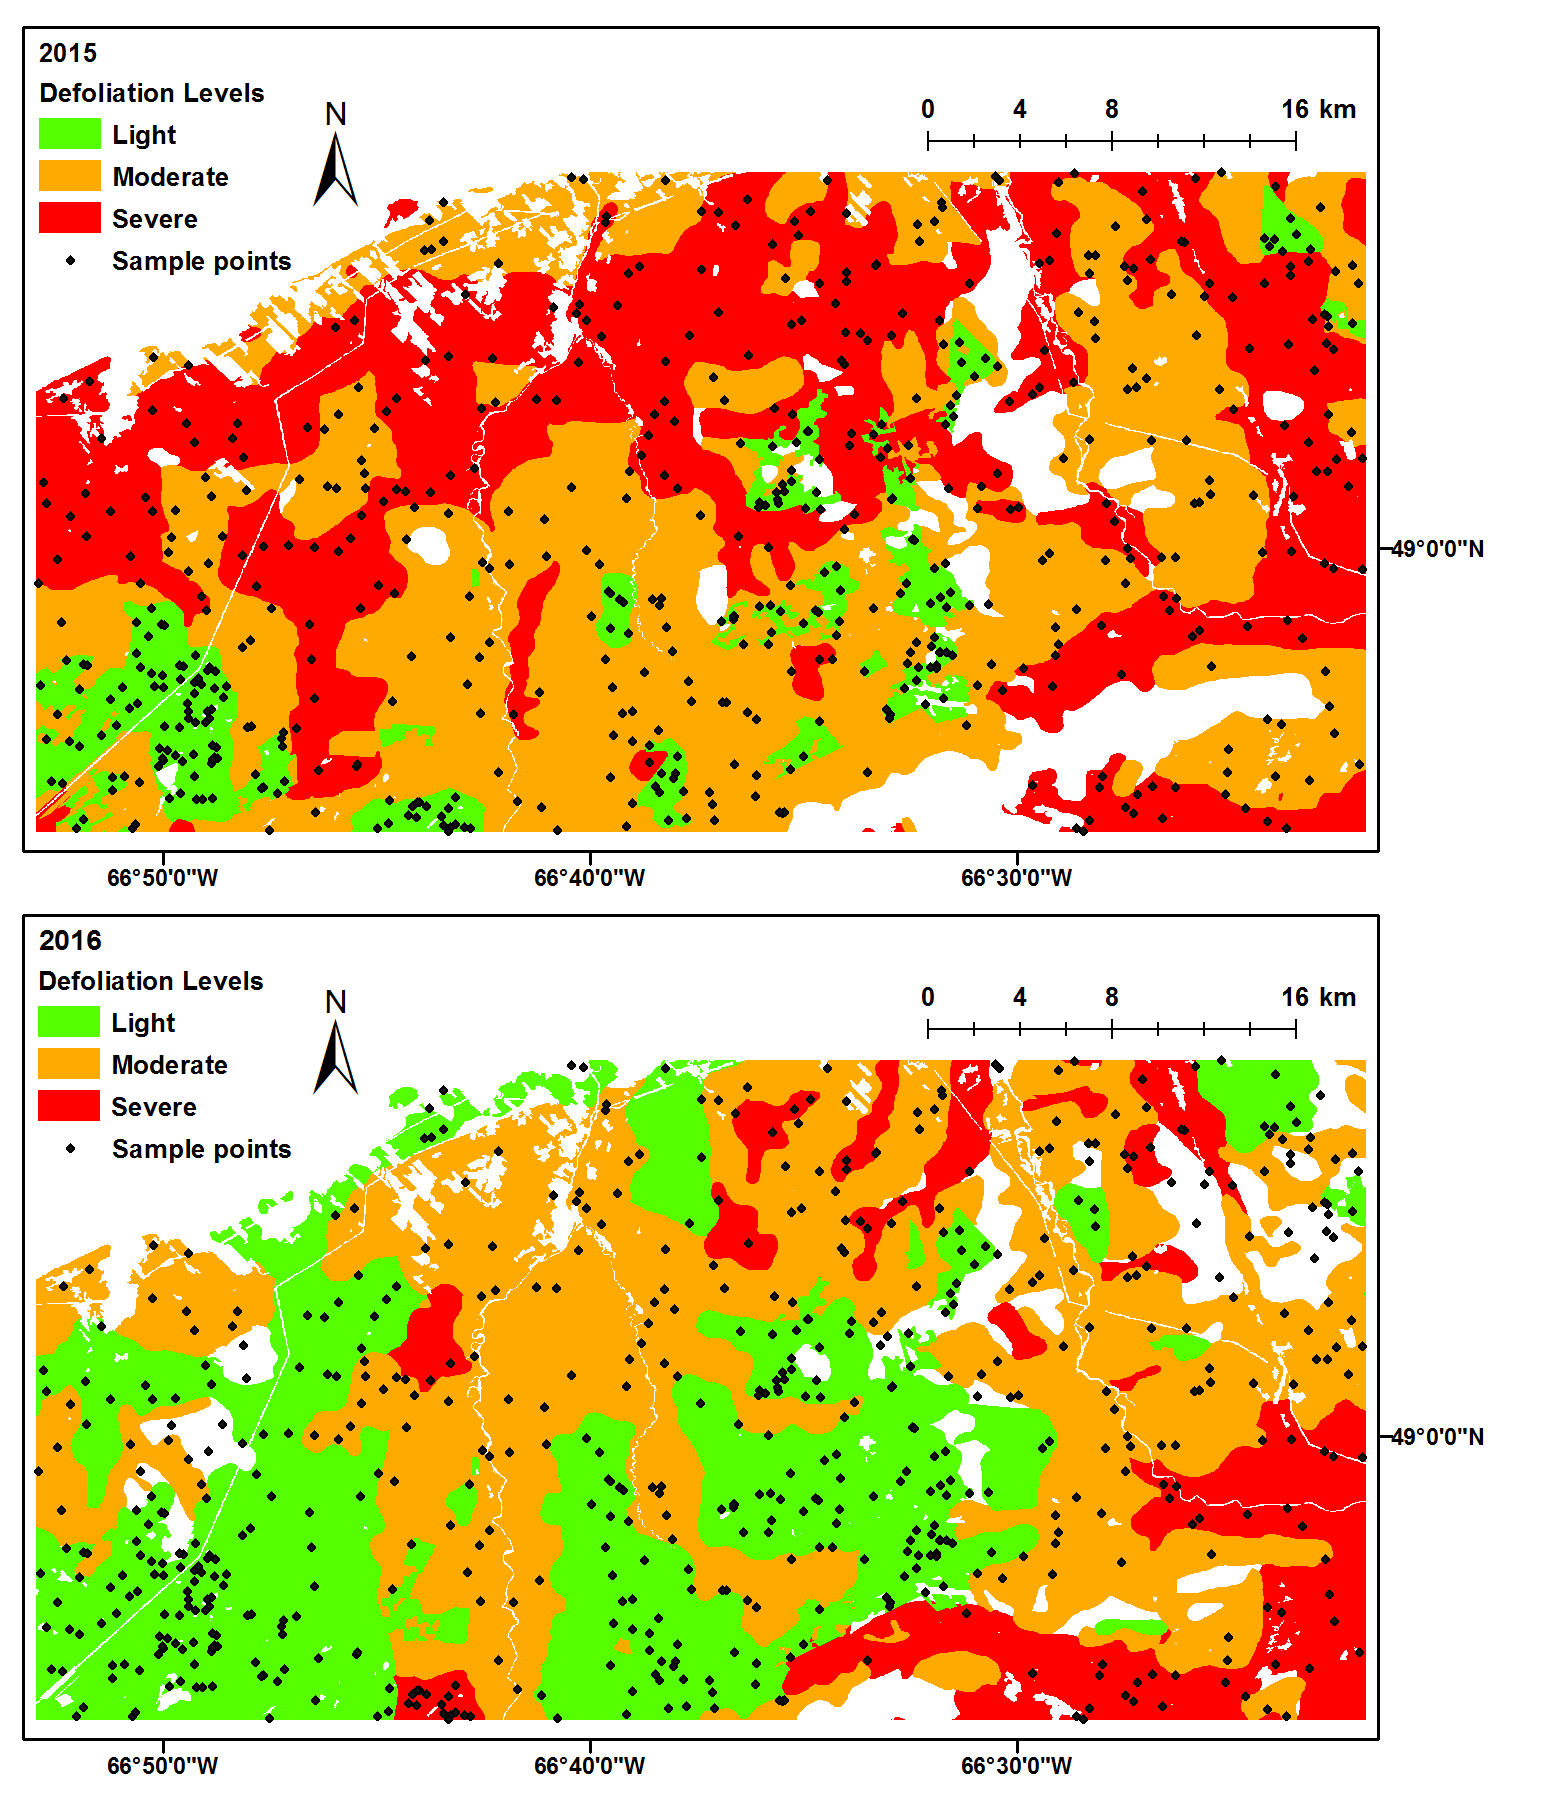 2015
Defoliation Levels
Light
Moderate
Severe
Sample points
N
0 4 8 16 km
49°0'0"N
66°50'0"W 66°40'0"W 66°30'0"W
2016
Defoliation Levels
Light
Moderate
Severe
Sample points
N
0 4 8 16 km
49°0'0"N
66°50'0"W 66°40'0"W 66°30'0"W